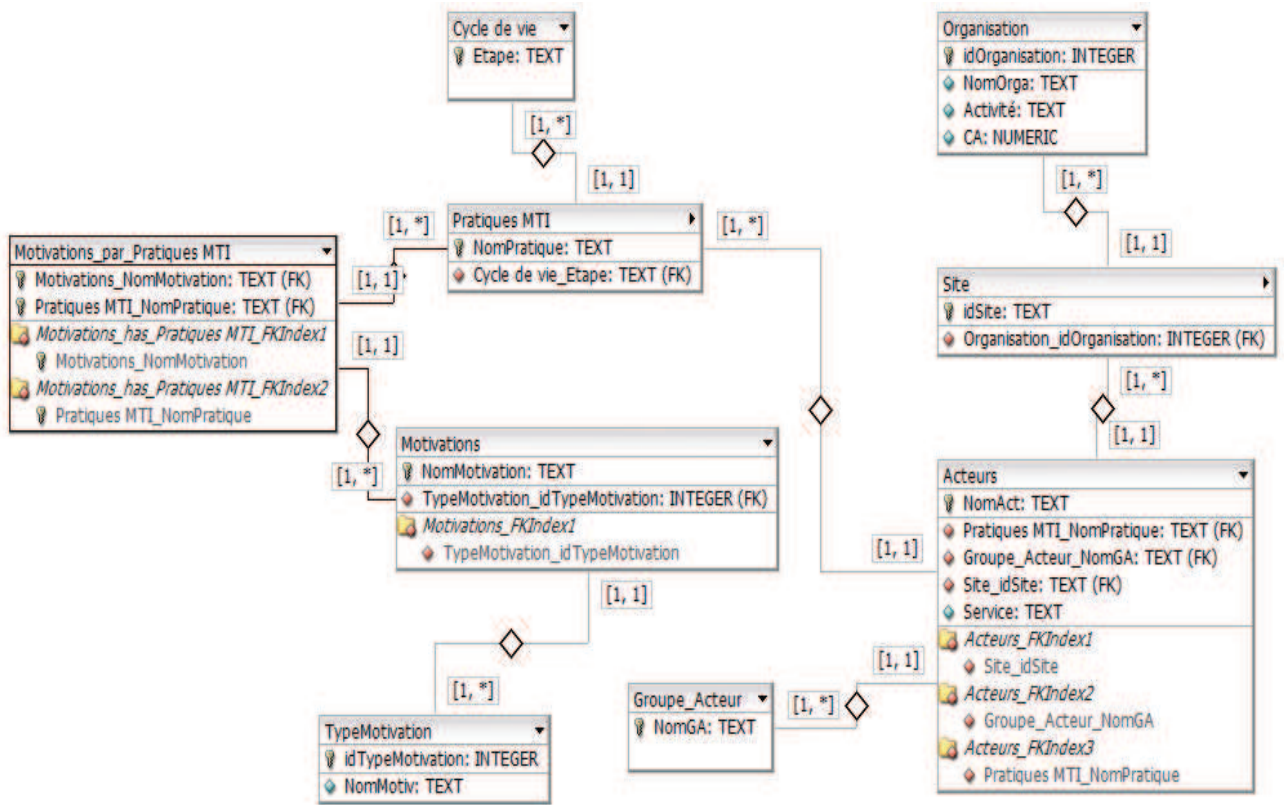 Cycle de vie
Etape: TEXT
[1, *]
[1, 1]
Organisation
idOrganisation: INTEGER
NomOrga: TEXT
Activité: TEXT
CA: NUMERIC
[1, *]
[1, 1]
Pratiques MTI
NomPratique: TEXT
Cycle de vie_Etape: TEXT (FK)
[1, *]
[1, *]
Motivations_par_Pratiques MTI
Motivations_NomMotivation: TEXT (FK)
Pratiques MTI_NomPratique: TEXT (FK)
Motivations_has_Pratiques MTI_FKIndex1
Motivations_NomMotivation
Motivations_has_Pratiques MTI_FKIndex2
Pratiques MTI_NomPratique
[1, 1]
[1, 1]
[1, *]
Site
idSite: TEXT
Organisation_idOrganisation: INTEGER (FK)
[1, *]
[1, 1]
Motivations
NomMotivation: TEXT
TypeMotivation_idTypeMotivation: INTEGER (FK)
Motivations_FKIndex1
TypeMotivation_idTypeMotivation
[1, 1]
[1, *]
Acteurs
NomAct: TEXT
Pratiques MTI_NomPratique: TEXT (FK)
Groupe_Acteur_NomGA: TEXT (FK)
Site_idSite: TEXT (FK)
Service: TEXT
Acteurs_FKIndex1
Site_idSite
Acteurs_FKIndex2
Groupe_Acteur_NomGA
Acteurs_FKIndex3
Pratiques MTI_NomPratique
[1, 1]
[1, 1]
[1, *]
Groupe_Acteur
NomGA: TEXT
TypeMotivation
idTypeMotivation: INTEGER
NomMotiv: TEXT